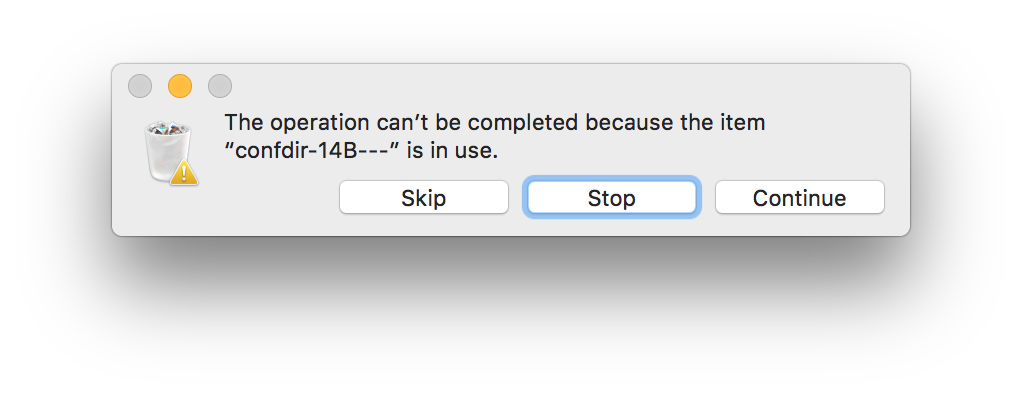 The operation can’t be completed because the item
“confdir-14B---” is in use.
Skip Stop Continue